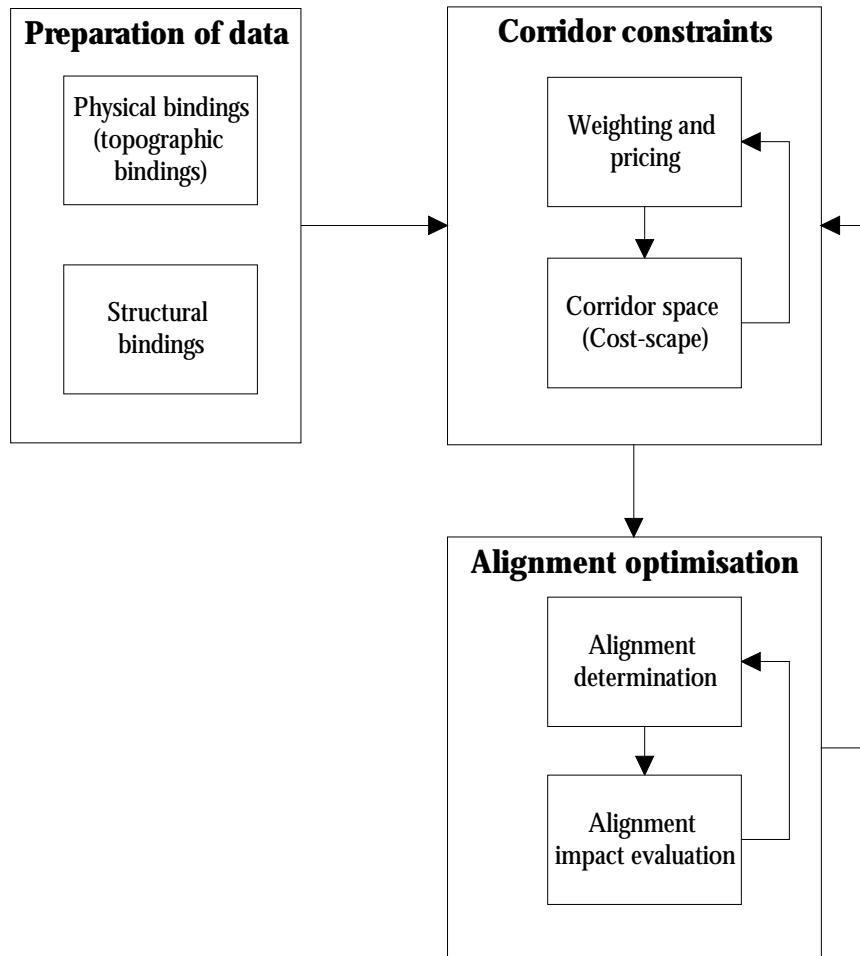 Preparation of data
Physical bindings
(topographic
bindings)
Structural
bindings
Corridor constraints
Weighting and
pricing
Corridor space
(Cost-scape)
Alignment optimisation
Alignment
determination
Alignment
impact evaluation